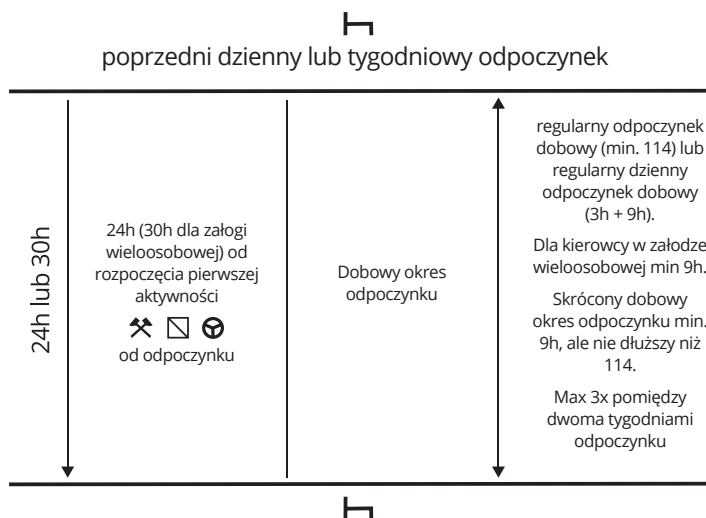 poprzedni dzienny lub tygodniowy odpoczynek
24h lub 30h
24h (30h dla załogi
wieloosobowej) od
rozpoczęcia pierwszej
aktywności
od odpoczynku
Dobowy okres
odpoczynku
regularny odpoczynek
dobowy (min. 114) lub
regularny dzienny
odpoczynek dobowy
(3h + 9h).
Dla kierowcy w załodze
wieloosobowej min 9h.
Skrócony dobowy
okres odpoczynku min.
9h, ale nie dłuższy niż
114.
Max 3x pomiędzy
dwoma tygodniami
odpoczynku